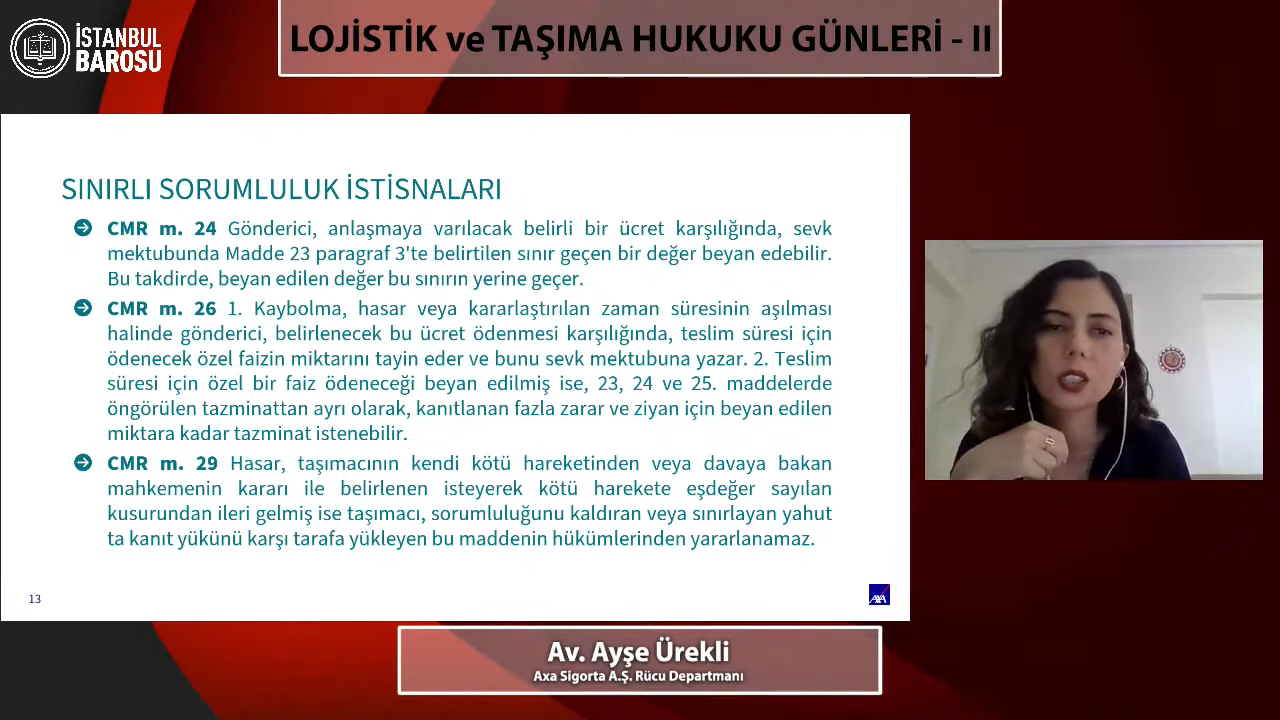 İSTANBUL
BAROSU
LOJİSTİK ve TAŞIMA HUKUKU GÜNLERİ - II
SINIRLI SORUMLULUK İSTİSNALARI
CMR m. 24 Gönderici, anlaşmaya varılacak belirli bir ücret karşılığında, sevk
mektubunda Madde 23 paragraf 3'te belirtilen sınır geçen bir değer beyan edebilir.
Bu takdirde, beyan edilen değer bu sınırın yerine geçer.
CMR m. 26 1. Kaybolma, hasar veya kararlaştırılan zaman süresinin aşılması
halinde gönderici, belirlenecek bu ücret ödenmesi karşılığında, teslim süresi için
ödenecek özel faizin miktarını tayin eder ve bunu sevk mektubuna yazar. 2. Teslim
süresi için özel bir faiz ödeneceği beyan edilmiş ise, 23, 24 ve 25. maddelerde
öngörülen tazminattan ayrı olarak, kanıtlanan fazla zarar ve ziyan için beyan edilen
miktara kadar tazminat istenebilir.
CMR m. 29 Hasar, taşımacının kendi kötü hareketinden veya davaya bakan
mahkemenin kararı ile belirlenen isteyerek kötü harekete eşdeğer sayılan
kusurundan ileri gelmiş ise taşımacı, sorumluluğunu kaldıran veya sınırlayan yahut
ta kanıt yükünü karşı tarafa yükleyen bu maddenin hükümlerinden yararlanamaz.
13
AXA
Av. Ayşe Ürekli
Axa Sigorta A.Ş. Rücu Departmanı